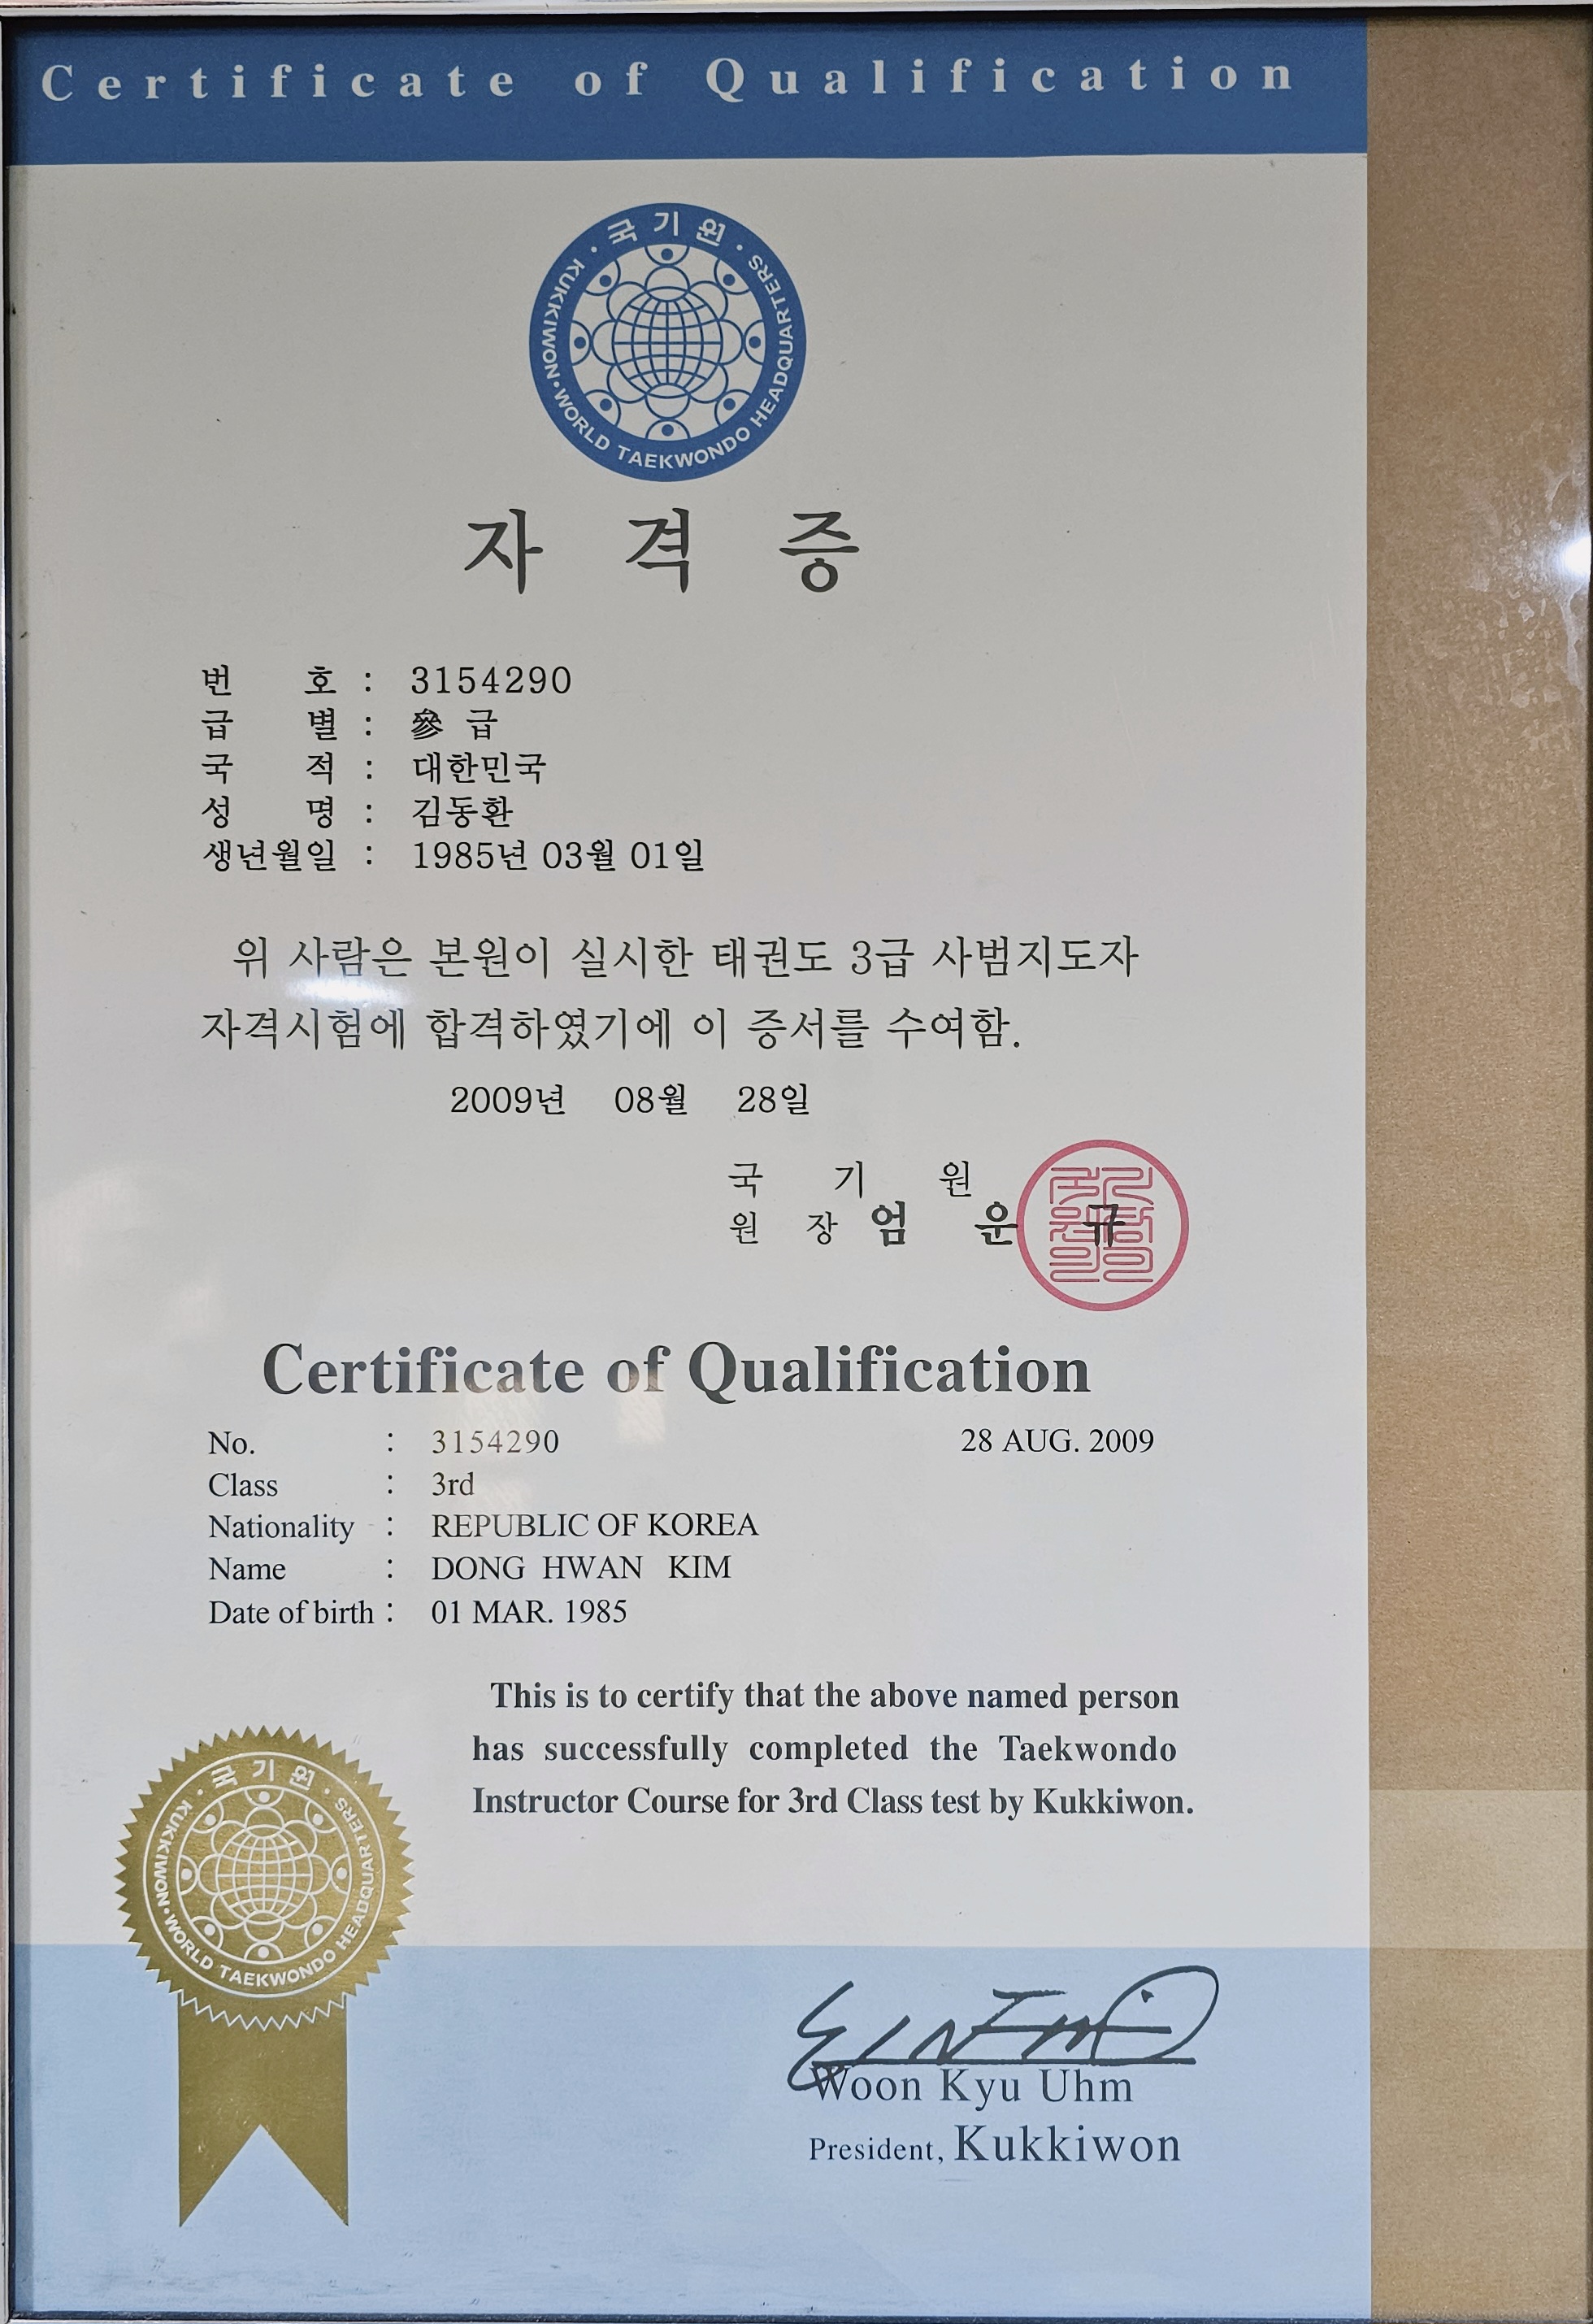 Certificate of Qualification
· 국기원 ·
KUKKIWON · WORLD TAEKWONDO HEADQUARTERS
자 격 증
번 호 : 3154290
급 별 : 參 급
국 적 : 대한민국
성 명 : 김동환
생년월일 : 1985년 03월 01일
위 사람은 본원이 실시한 태권도 3급 사범지도자
자격시험에 합격하였기에 이 증서를 수여함.
2009년 08월 28일
국 기 원
원 장 엄 운 규
Certificate of Qualification
No. : 3154290 28 AUG. 2009
Class : 3rd
Nationality : REPUBLIC OF KOREA
Name : DONG HWAN KIM
Date of birth : 01 MAR. 1985
This is to certify that the above named person
has successfully completed the Taekwondo
Instructor Course for 3rd Class test by Kukkiwon.
· 국기원 ·
KUKKIWON · WORLD TAEKWONDO HEADQUARTERS
Woon Kyu Uhm
President, Kukkiwon